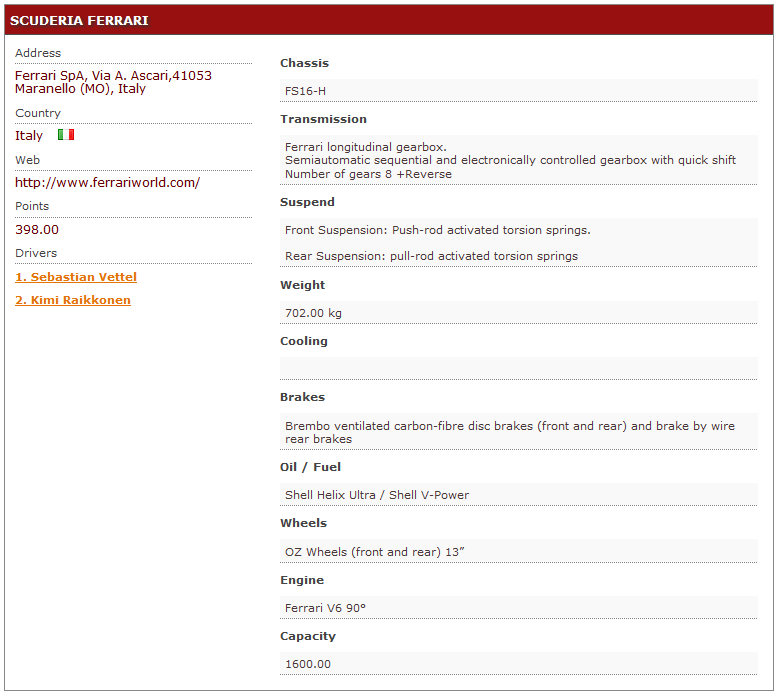 SCUDERIA FERRARI
Address
Ferrari SpA, Via A. Ascari,41053
Maranello (MO), Italy
Country
Italy
Web
http://www.ferrariworld.com/
Points
398.00
Drivers
1. Sebastian Vettel
2. Kimi Raikkonen
Chassis
FS16-H
Transmission
Ferrari longitudinal gearbox.
Semiautomatic sequential and electronically controlled gearbox with quick shift
Number of gears 8 +Reverse
Suspend
Front Suspension: Push-rod activated torsion springs.
Rear Suspension: pull-rod activated torsion springs
Weight
702.00 kg
Cooling
Brakes
Brembo ventilated carbon-fibre disc brakes (front and rear) and brake by wire
rear brakes
Oil / Fuel
Shell Helix Ultra / Shell V-Power
Wheels
OZ Wheels (front and rear) 13”
Engine
Ferrari V6 90°
Capacity
1600.00